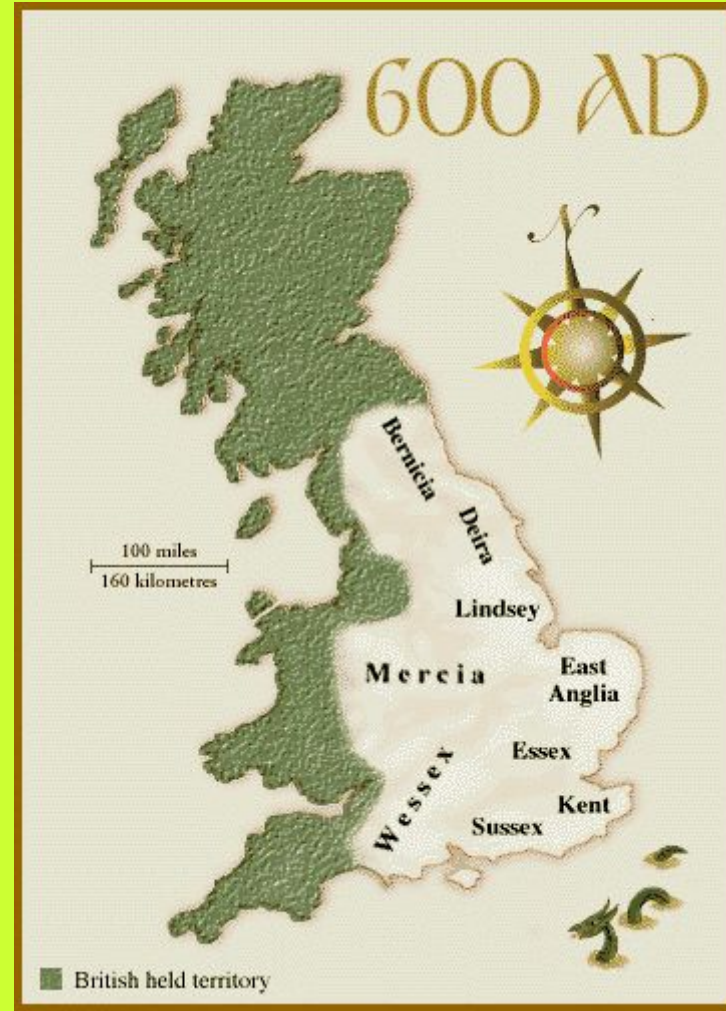 600 AD
N
Bernicia
Deira
100 miles
160 kilometres
Lindsey
Mercia
East
Anglia
Essex
Wessex
Kent
Sussex
British held territory